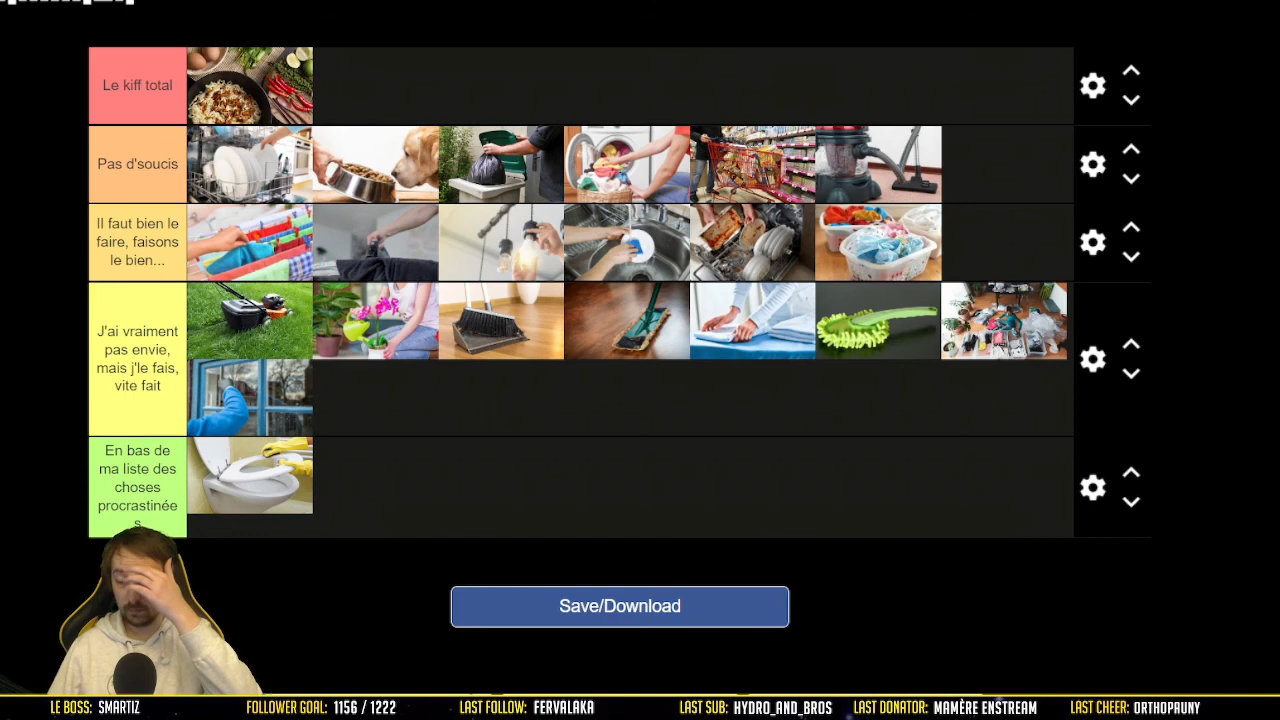 Le kiff total
Pas d'soucis
Il faut bien le
faire, faisons
le bien...
J'ai vraiment
pas envie,
mais j'le fais,
vite fait
En bas de
ma liste des
choses
procrastinée
s
Save/Download
LE BOSS: SMARTIZ
FOLLOWER GOAL: 1156 / 1222
LAST FOLLOW: FERVALAKA
LAST SUB: HYDRO_AND_BROS
LAST DONATOR: MAMÈRE ENSTREAM
LAST CHEER: ORTHOPAUNY